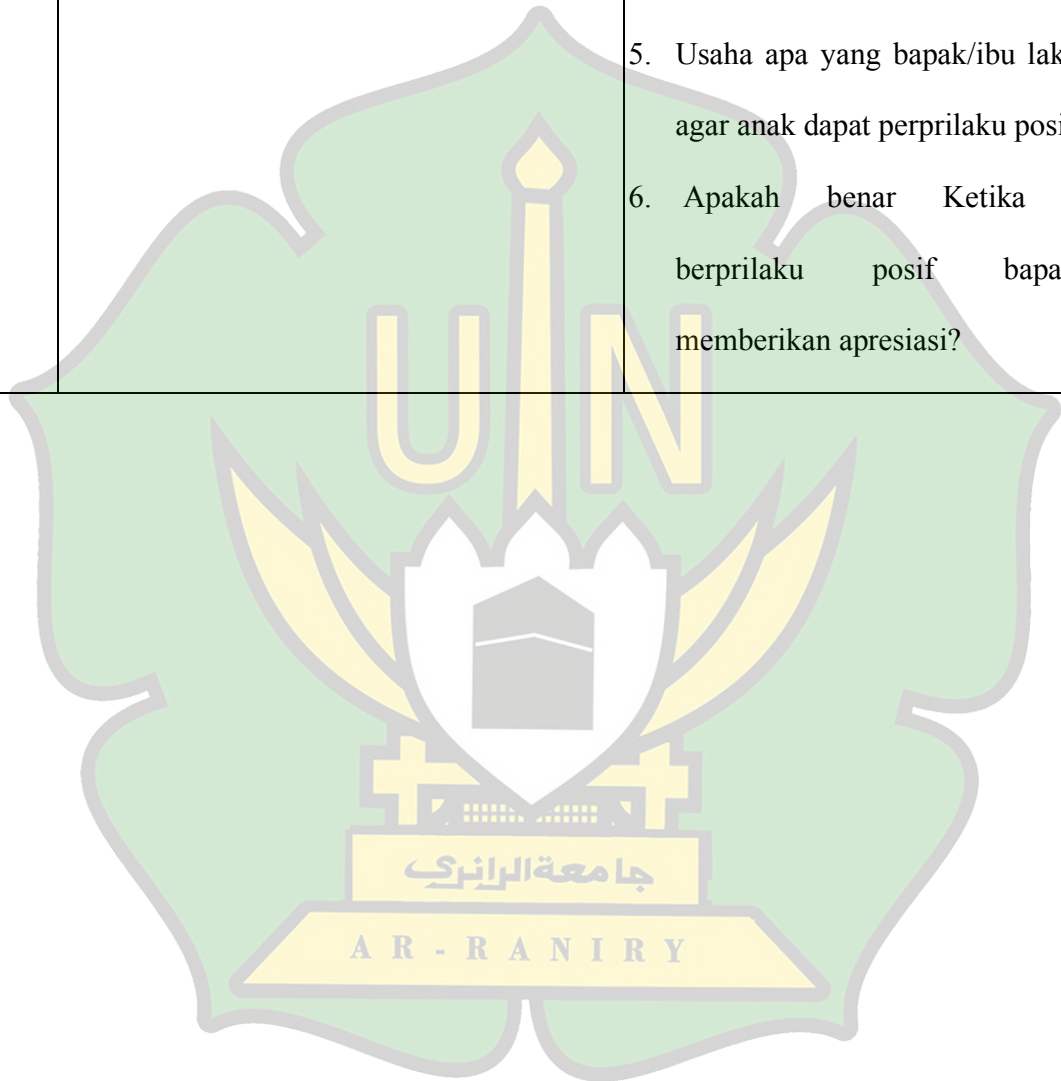 5. Usaha apa yang bapak/ibu lak
agar anak dapat perprilaku posi
6. Apakah benar Ketika
berprilaku posif bapa
memberikan apresiasi?
UIN
جامعةالرانري
AR-RANIRY